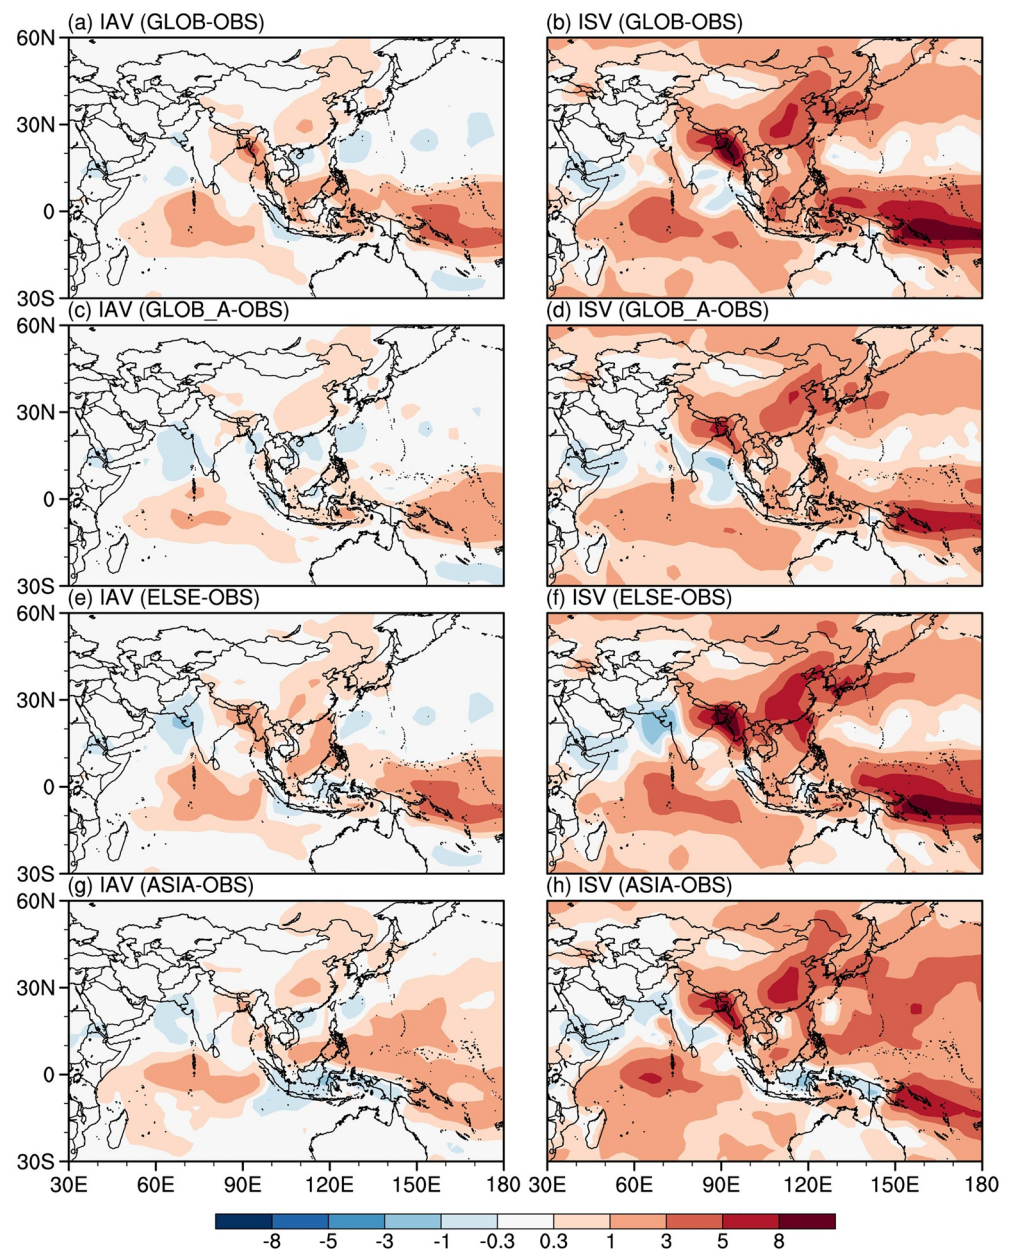 (a) IAV (GLOB-OBS) (b) ISV (GLOB-OBS)
60N
30N
0
30S
(c) IAV (GLOB_A-OBS) (d) ISV (GLOB_A-OBS)
60N
30N
0
30S
(e) IAV (ELSE-OBS) (f) ISV (ELSE-OBS)
60N
30N
0
30S
(g) IAV (ASIA-OBS) (h) ISV (ASIA-OBS)
60N
30N
0
30S
30E 60E 90E 120E 150E 30E 60E 90E 120E 150E 180
-8 -5 -3 -1 -0.3 0.3 1 3 5 8